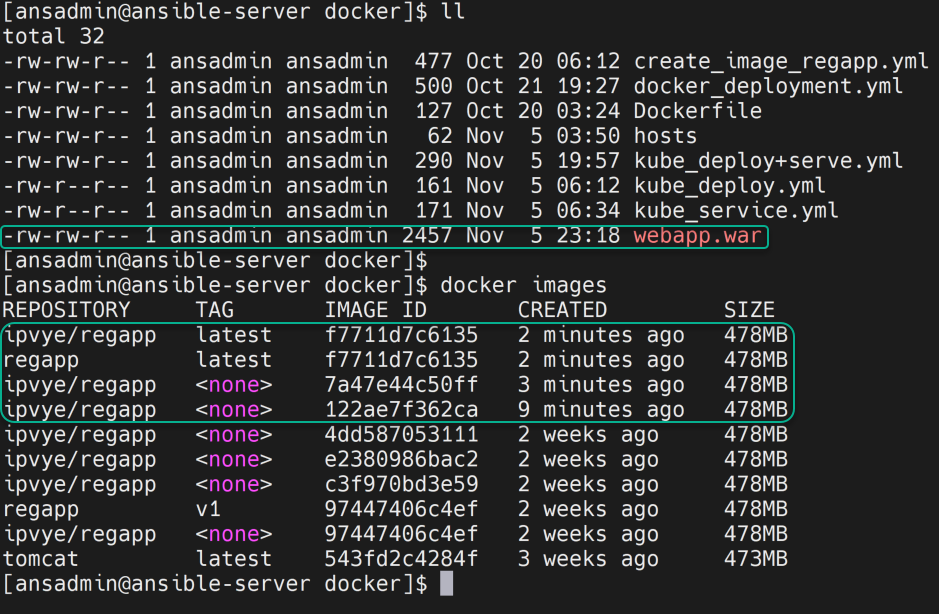 [ansadmin@ansible-server docker]$ ll
total 32
-rw-rw-r-- 1 ansadmin ansadmin  477 Oct 20 06:12 create_image_regapp.yml
-rw-rw-r-- 1 ansadmin ansadmin  500 Oct 21 19:27 docker_deployment.yml
-rw-rw-r-- 1 ansadmin ansadmin  127 Oct 20 03:24 Dockerfile
-rw-rw-r-- 1 ansadmin ansadmin   62 Nov  5 03:50 hosts
-rw-rw-r-- 1 ansadmin ansadmin  290 Nov  5 19:57 kube_deploy+serve.yml
-rw-r--r-- 1 ansadmin ansadmin  161 Nov  5 06:12 kube_deploy.yml
-rw-r--r-- 1 ansadmin ansadmin  171 Nov  5 06:34 kube_service.yml
-rw-rw-r-- 1 ansadmin ansadmin 2457 Nov  5 23:18 webapp.war
[ansadmin@ansible-server docker]$
[ansadmin@ansible-server docker]$ docker images
REPOSITORY     TAG       IMAGE ID       CREATED         SIZE
ipvye/regapp   latest    f7711d7c6135   2 minutes ago   478MB
regapp         latest    f7711d7c6135   2 minutes ago   478MB
ipvye/regapp   <none>    7a47e44c50ff   3 minutes ago   478MB
ipvye/regapp   <none>    122ae7f362ca   9 minutes ago   478MB
ipvye/regapp   <none>    4dd587053111   2 weeks ago     478MB
ipvye/regapp   <none>    e2380986bac2   2 weeks ago     478MB
ipvye/regapp   <none>    c3f970bd3e59   2 weeks ago     478MB
regapp         v1        97447406c4ef   2 weeks ago     478MB
ipvye/regapp   <none>    97447406c4ef   2 weeks ago     478MB
tomcat         latest    543fd2c4284f   3 weeks ago     473MB
[ansadmin@ansible-server docker]$